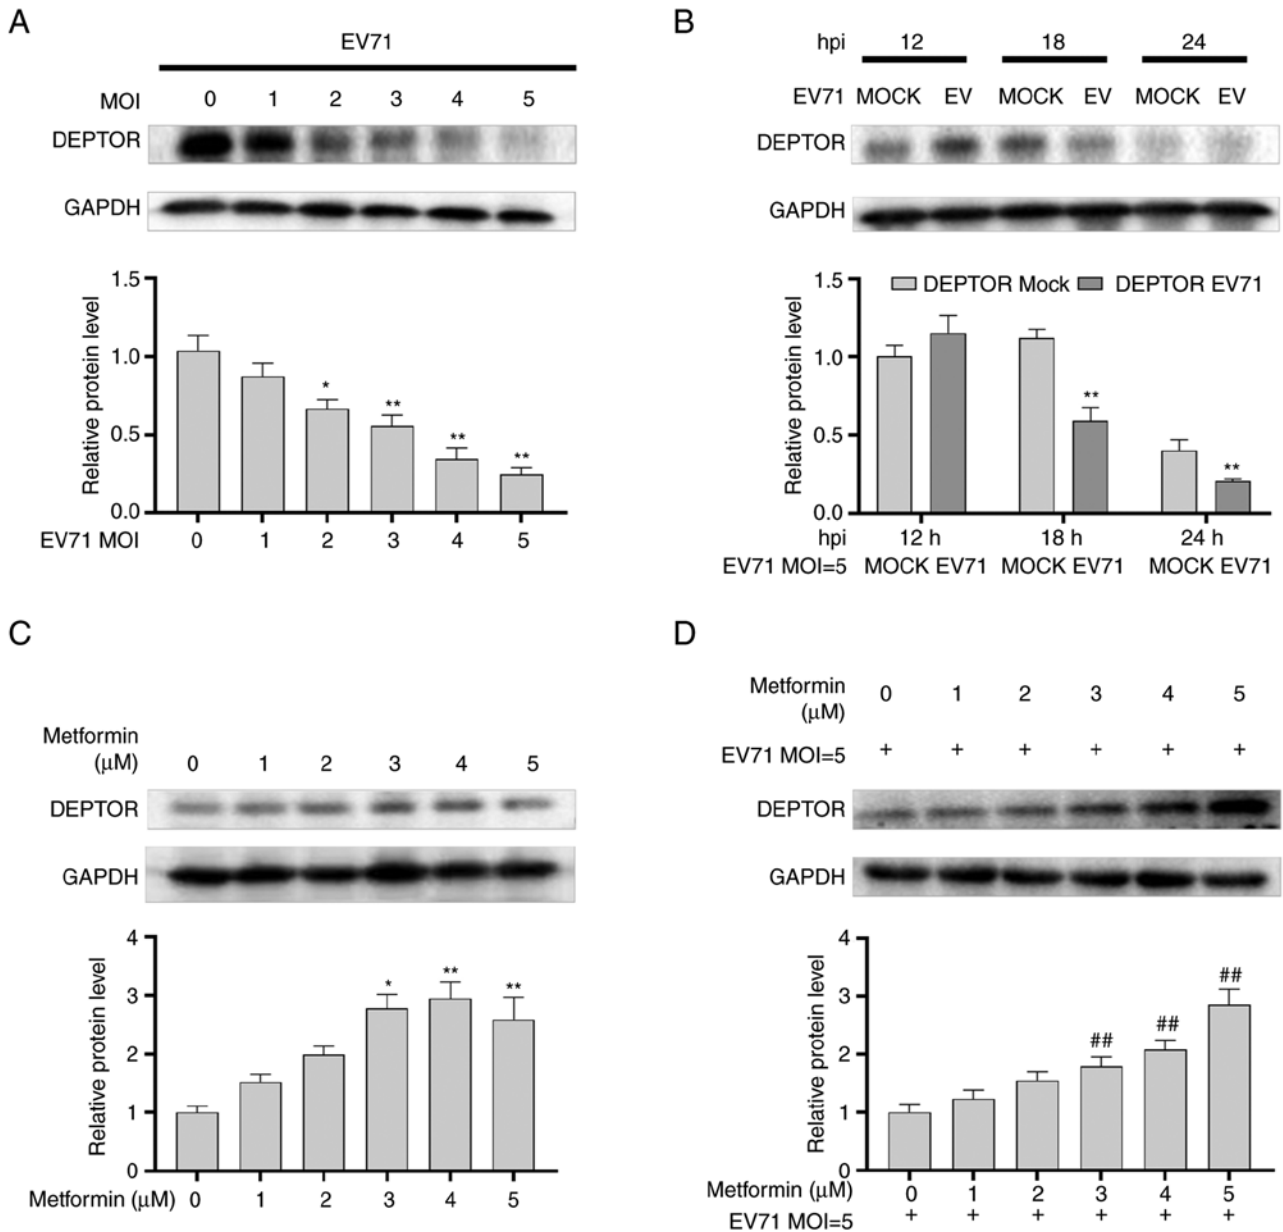 A
EV71
MOI 0 1 2 3 4 5
DEPTOR
GAPDH
1.5
1.0
0.5
0.0
Relative protein level
* ** ** **
EV71 MOI 0 1 2 3 4 5
B
hpi 12 18 24
EV71 MOCK EV MOCK EV MOCK EV
DEPTOR
GAPDH
1.5
1.0
0.5
0.0
Relative protein level
DEPTOR Mock DEPTOR EV71
** **
hpi 12 h 18 h 24 h
EV71 MOI=5 MOCK EV71 MOCK EV71 MOCK EV71
C
Metformin
(μM) 0 1 2 3 4 5
DEPTOR
GAPDH
4
3
2
1
0
Relative protein level
* ** **
Metformin (μM) 0 1 2 3 4 5
D
Metformin
(μM) 0 1 2 3 4 5
EV71 MOI=5 + + + + + +
DEPTOR
GAPDH
4
3
2
1
0
Relative protein level
## ## ##
Metformin (μM) 0 1 2 3 4 5
EV71 MOI=5 + + + + + +